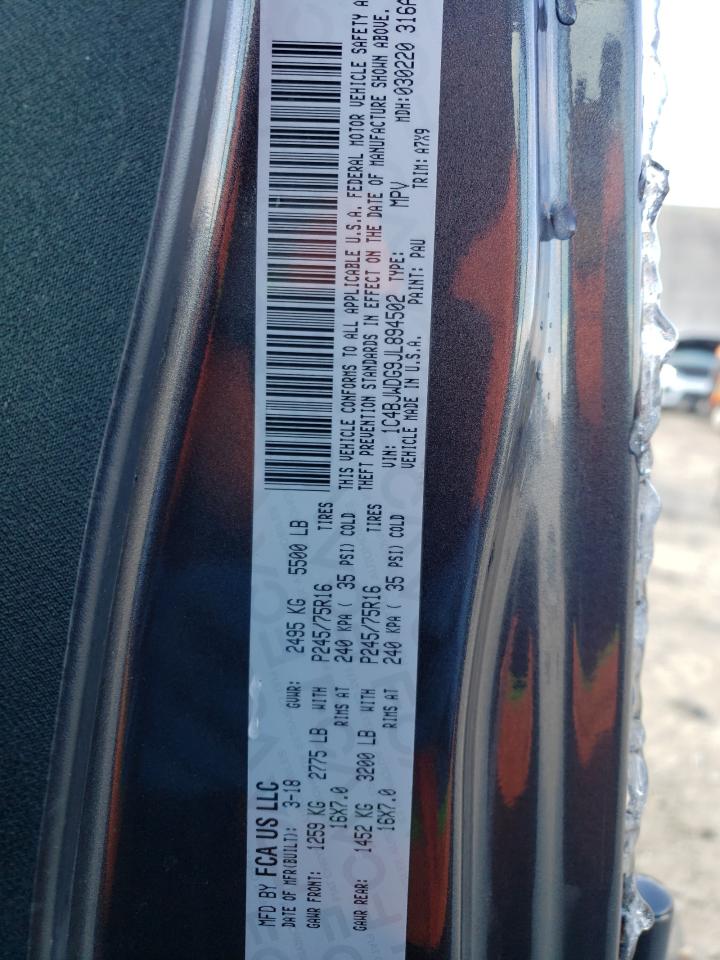 MFD BY FCA US LLC
DATE OF MFR(BUILT): 3-18 GVWR: 2495 KG 5500 LB
GAWR FRONT: 1259 KG 2775 LB WITH P245/75R16 TIRES
16X7.0 RIMS AT 240 KPA ( 35 PSI) COLD
GAWR REAR: 1452 KG 3200 LB WITH P245/75R16 TIRES
16X7.0 RIMS AT 240 KPA ( 35 PSI) COLD
THIS VEHICLE CONFORMS TO ALL APPLICABLE U.S.A. FEDERAL MOTOR VEHICLE SAFETY
THEFT PREVENTION STANDARDS IN EFFECT ON THE DATE OF MANUFACTURE SHOWN ABOVE.
VIN: 1C4BJWDG9JL894502 TYPE: MPV MDH:030220 316
VEHICLE MADE IN U.S.A. PAINT: PAU TRIM: A7X9